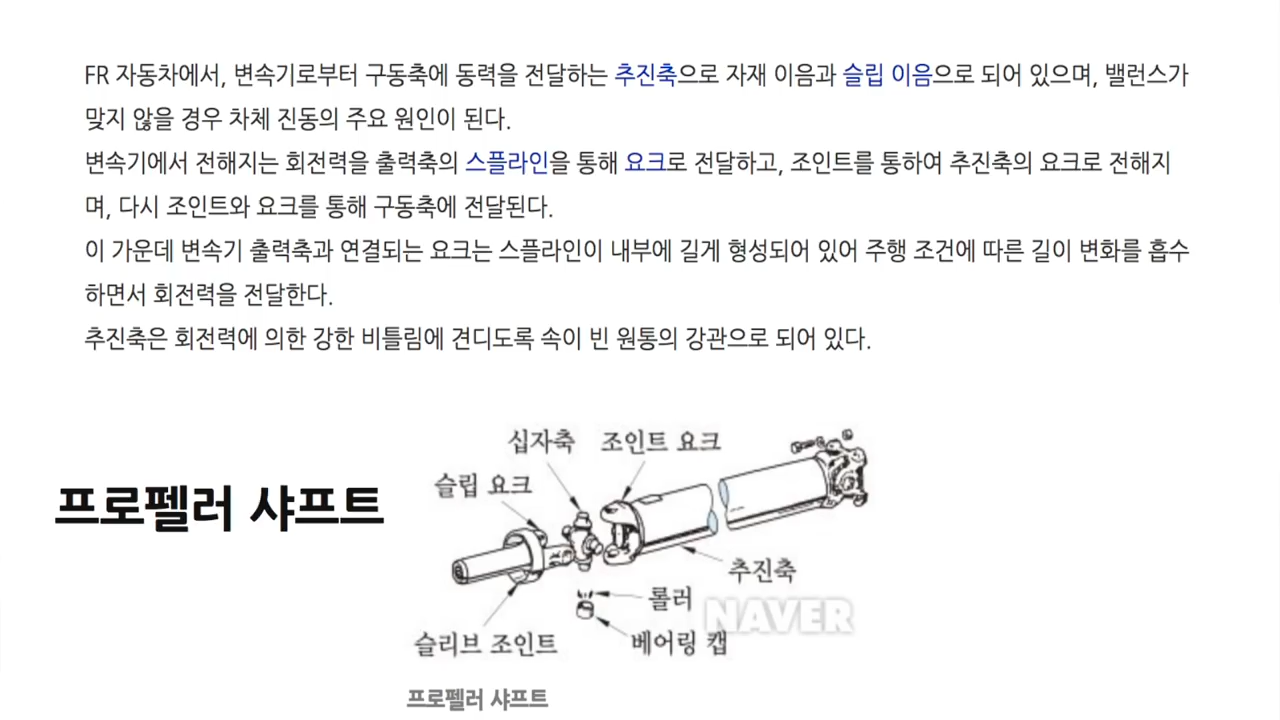 FR 자동차에서, 변속기로부터 구동축에 동력을 전달하는 추진축으로 자재 이음과 슬립 이음으로 되어 있으며, 밸런스가
맞지 않을 경우 차체 진동의 주요 원인이 된다.
변속기에서 전해지는 회전력을 출력축의 스플라인을 통해 요크로 전달하고, 조인트를 통하여 추진축의 요크로 전해지
며, 다시 조인트와 요크를 통해 구동축에 전달된다.
이 가운데 변속기 출력축과 연결되는 요크는 스플라인이 내부에 길게 형성되어 있어 주행 조건에 따른 길이 변화를 흡수
하면서 회전력을 전달한다.
추진축은 회전력에 의한 강한 비틀림에 견디도록 속이 빈 원통의 강관으로 되어 있다.
십자축 조인트 요크
슬립 요크
프로펠러 샤프트
추진축
롤러
NAVER
슬리브 조인트
베어링 캡
프로펠러 샤프트